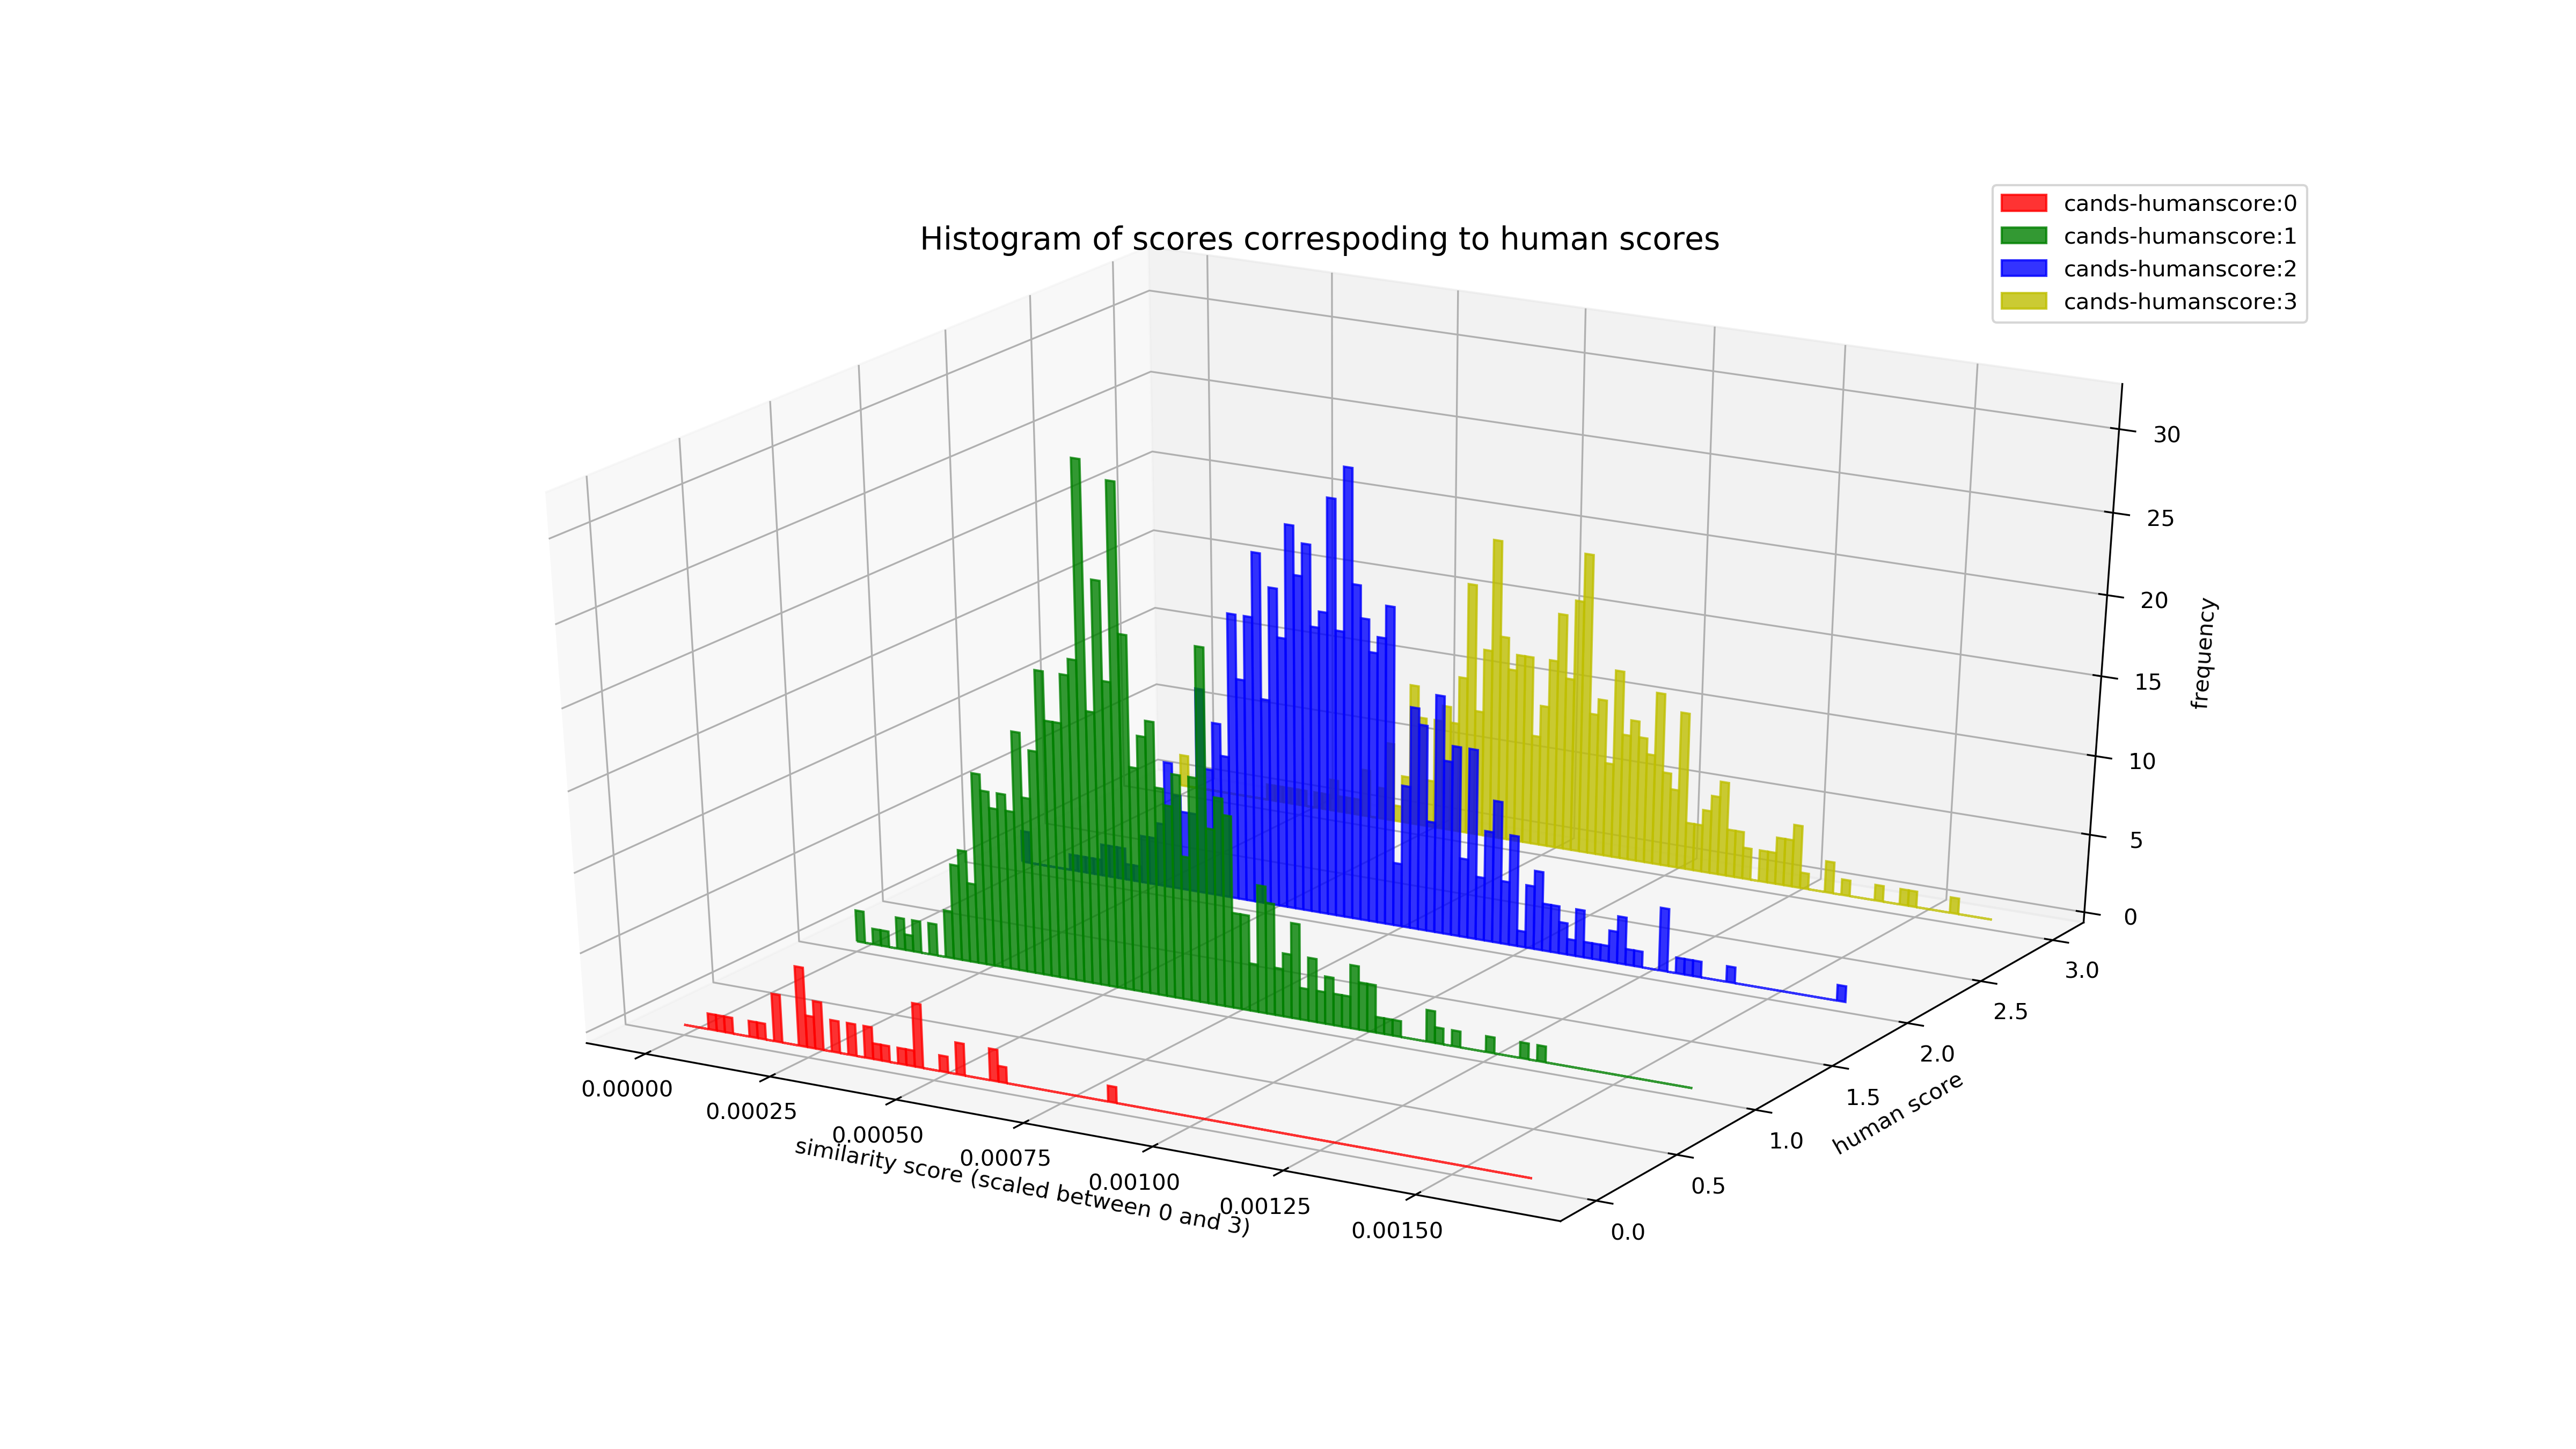 cands-humanscore:0
cands-humanscore:1
cands-humanscore:2
cands-humanscore:3
Histogram of scores correspoding to human scores
30
25
20
15
10
5
0
frequency
3.0
2.5
2.0
1.5
1.0
0.5
0.0
human score
0.00000
0.00025
0.00050
0.00075
0.00100
0.00125
0.00150
similarity score (scaled between 0 and 3)